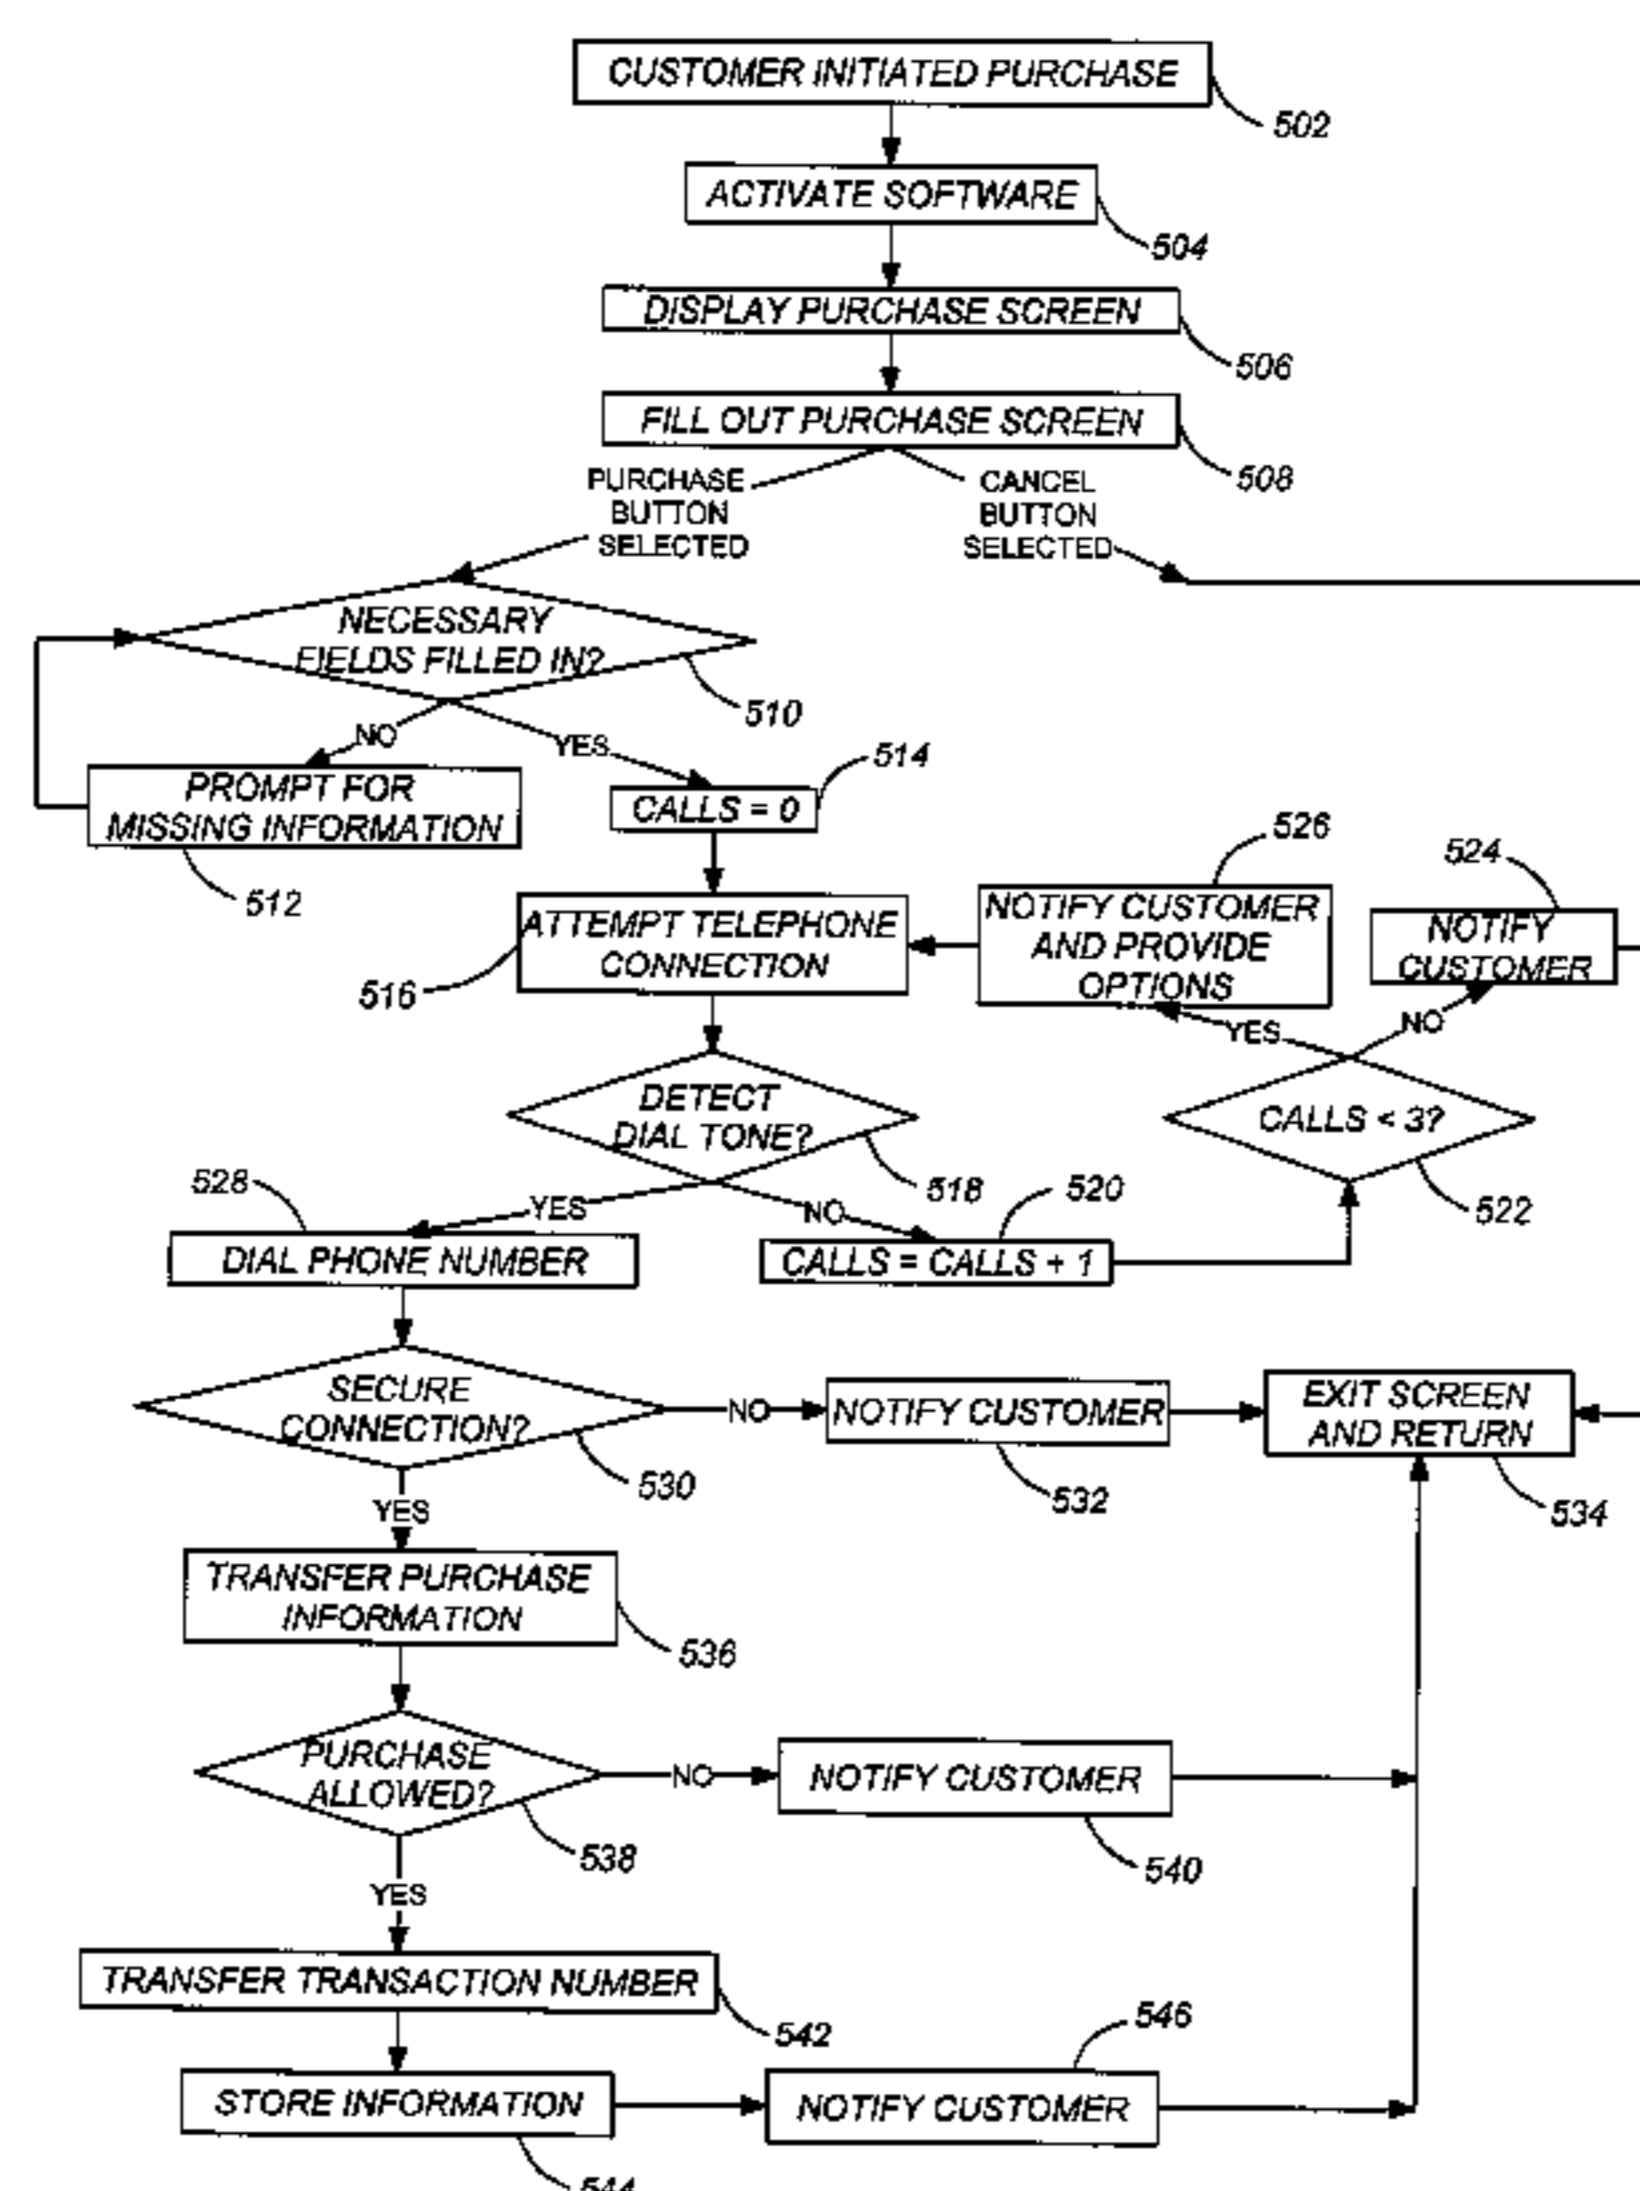 CUSTOMER INITIATED PURCHASE
502
ACTIVATE SOFTWARE
504
DISPLAY PURCHASE SCREEN
506
FILL OUT PURCHASE SCREEN
508
PURCHASE
BUTTON
SELECTED
CANCEL
BUTTON
SELECTED
NECESSARY
FIELDS FILLED IN?
510
NO
YES
PROMPT FOR
MISSING INFORMATION
512
514
CALLS = 0
526
524
ATTEMPT TELEPHONE
CONNECTION
516
NOTIFY CUSTOMER
AND PROVIDE
OPTIONS
NOTIFY
CUSTOMER
YES
NO
DETECT
DIAL TONE?
518
CALLS < 3?
522
528
YES
NO
520
DIAL PHONE NUMBER
CALLS = CALLS + 1
SECURE
CONNECTION?
530
NO
NOTIFY CUSTOMER
532
EXIT SCREEN
AND RETURN
534
YES
TRANSFER PURCHASE
INFORMATION
536
PURCHASE
ALLOWED?
538
NO
NOTIFY CUSTOMER
540
YES
TRANSFER TRANSACTION NUMBER
542
546
STORE INFORMATION
NOTIFY CUSTOMER
544